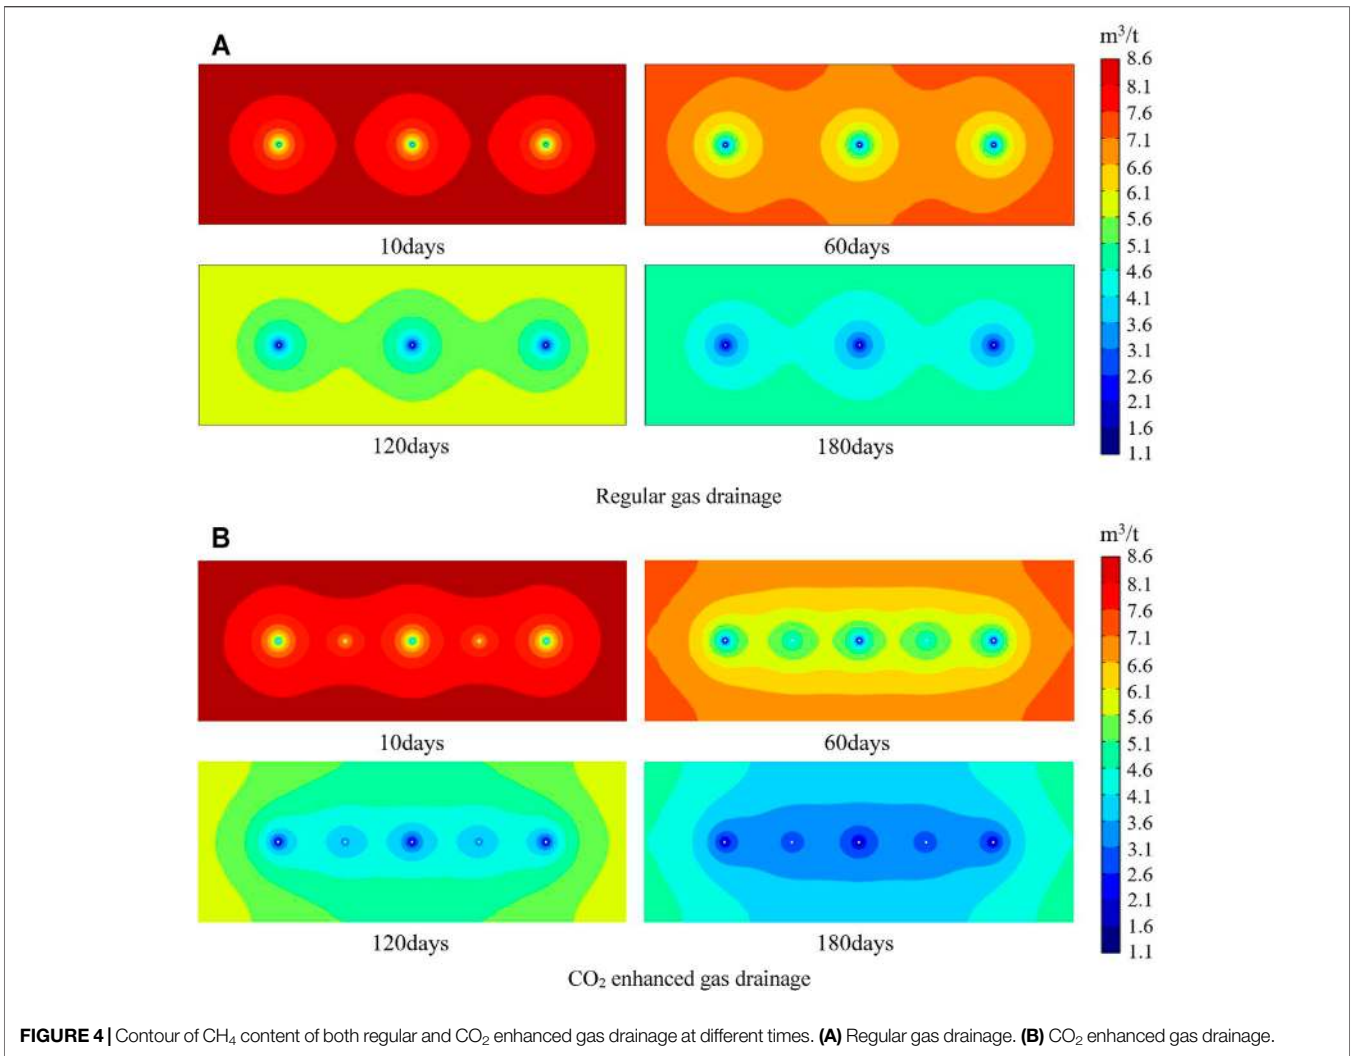 A
m³/t
8.6
8.1
7.6
7.1
6.6
6.1
5.6
5.1
4.6
4.1
3.6
3.1
2.6
2.1
1.6
1.1
10days
60days
120days
180days
Regular gas drainage
B
m³/t
8.6
8.1
7.6
7.1
6.6
6.1
5.6
5.1
4.6
4.1
3.6
3.1
2.6
2.1
1.6
1.1
10days
60days
120days
180days
CO₂ enhanced gas drainage
FIGURE 4 | Contour of CH₄ content of both regular and CO₂ enhanced gas drainage at different times. (A) Regular gas drainage. (B) CO₂ enhanced gas drainage.